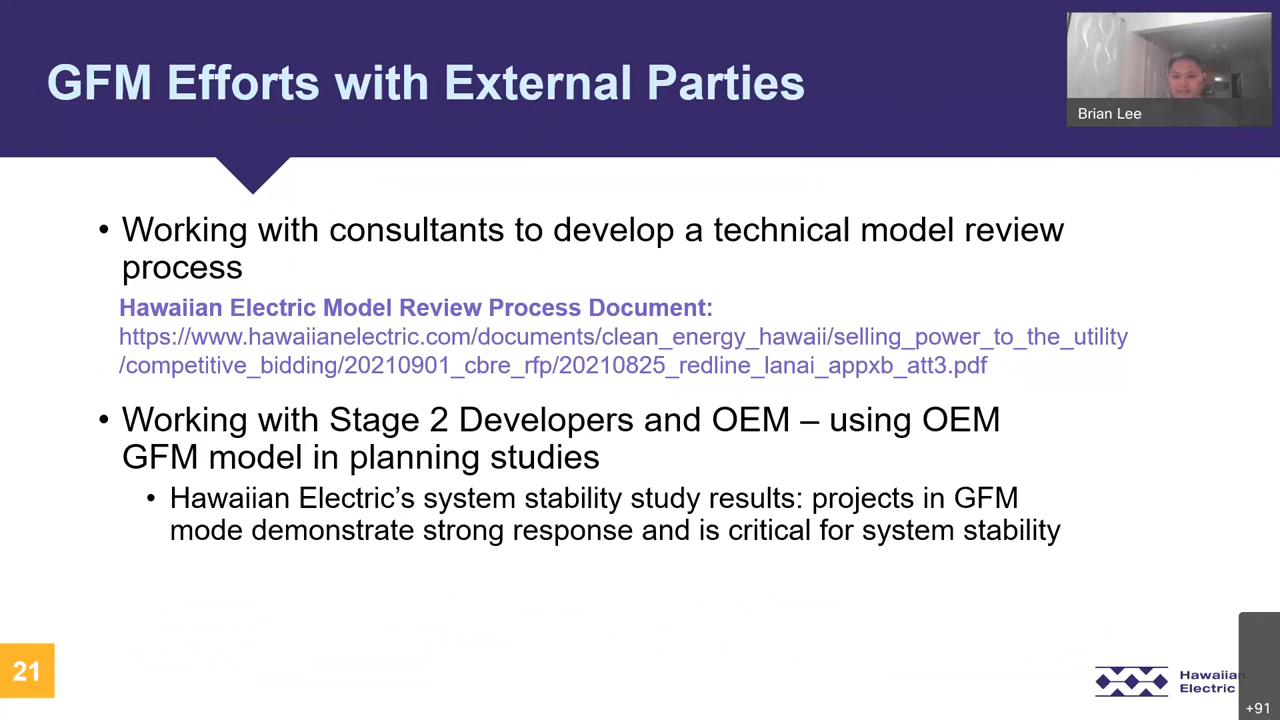 GFM Efforts with External Parties
Brian Lee
• Working with consultants to develop a technical model review
process
Hawaiian Electric Model Review Process Document:
https://www.hawaiianelectric.com/documents/clean_energy_hawaii/selling_power_to_the_utility
/competitive_bidding/20210901_cbre_rfp/20210825_redline_lanai_appxb_att3.pdf
• Working with Stage 2 Developers and OEM – using OEM
GFM model in planning studies
• Hawaiian Electric’s system stability study results: projects in GFM
mode demonstrate strong response and is critical for system stability
21
Hawaiian
Electric
+91